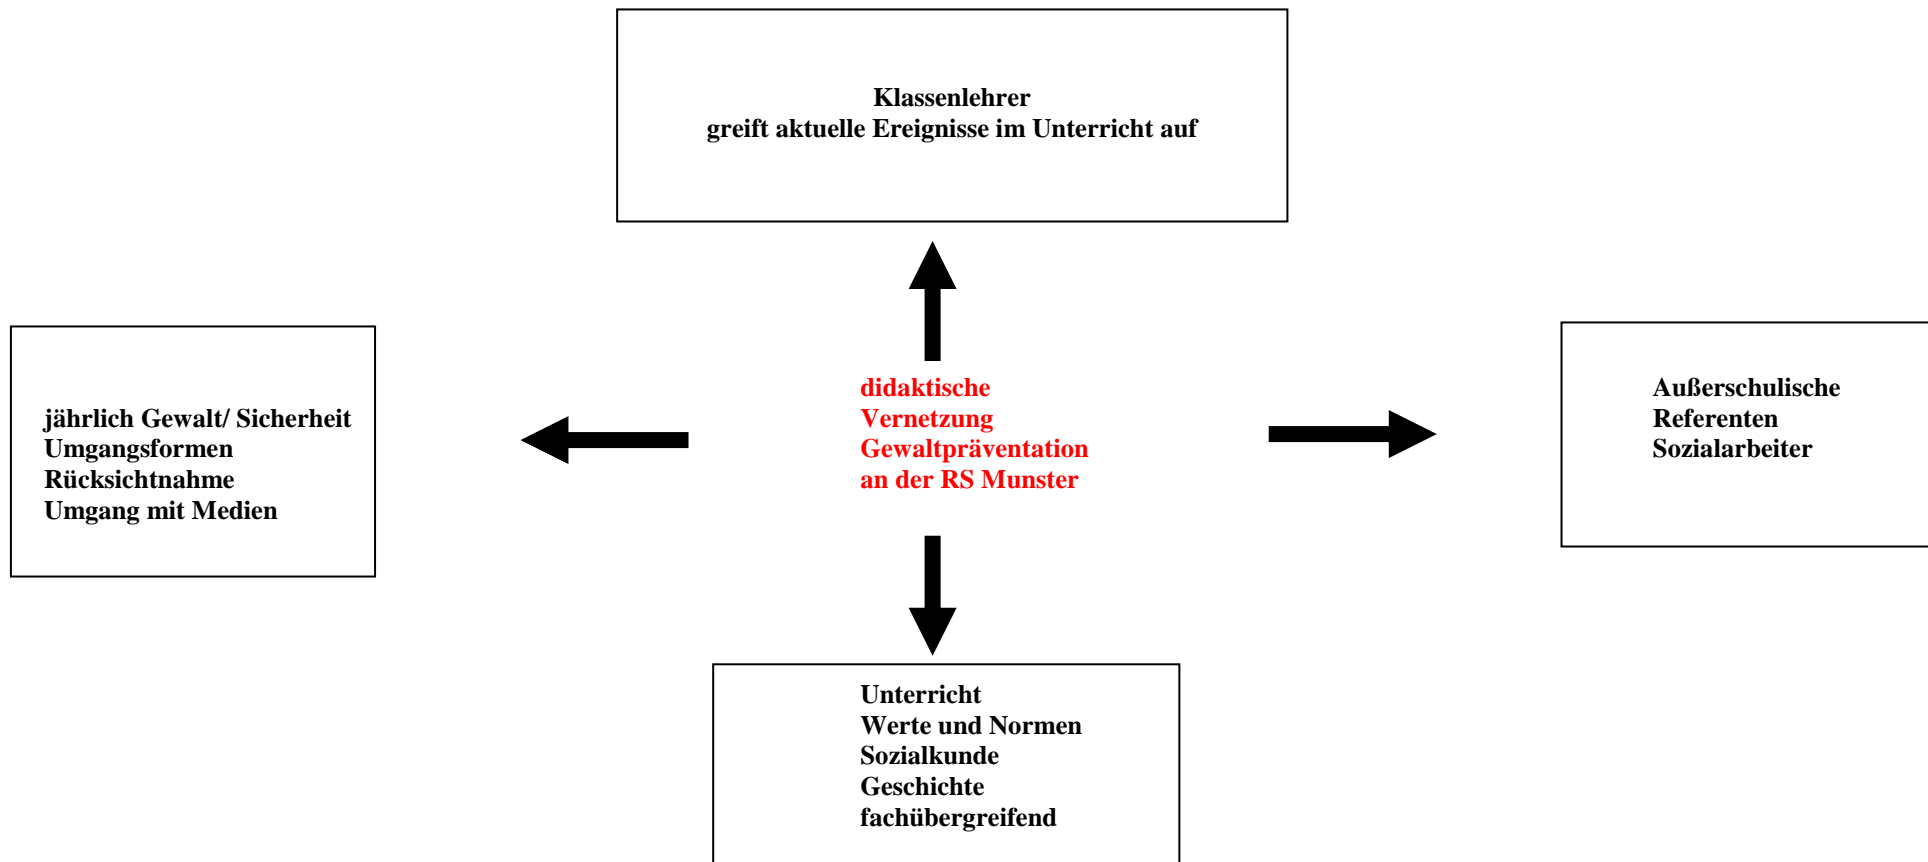 Klassenlehrer
greift aktuelle Ereignisse im Unterricht auf
jährlich Gewalt/ Sicherheit
Umgangsformen
Rücksichtnahme
Umgang mit Medien
didaktische
Vernetzung
Gewaltpräventation
an der RS Munster
Außerschulische
Referenten
Sozialarbeiter
Unterricht
Werte und Normen
Sozialkunde
Geschichte
fachübergreifend